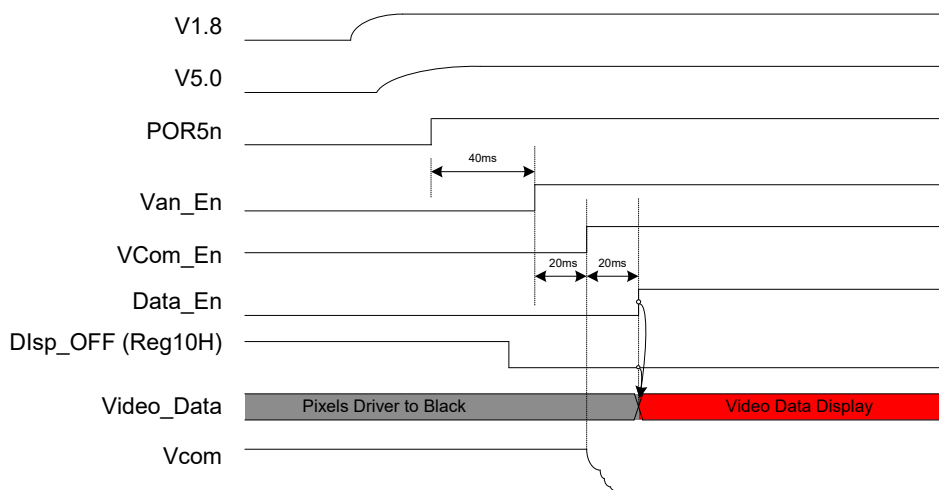 V1.8
V5.0
POR5n
40ms
Van_En
VCom_En
20ms 20ms
Data_En
DIsp_OFF (Reg10H)
Video_Data Pixels Driver to Black Video Data Display
Vcom